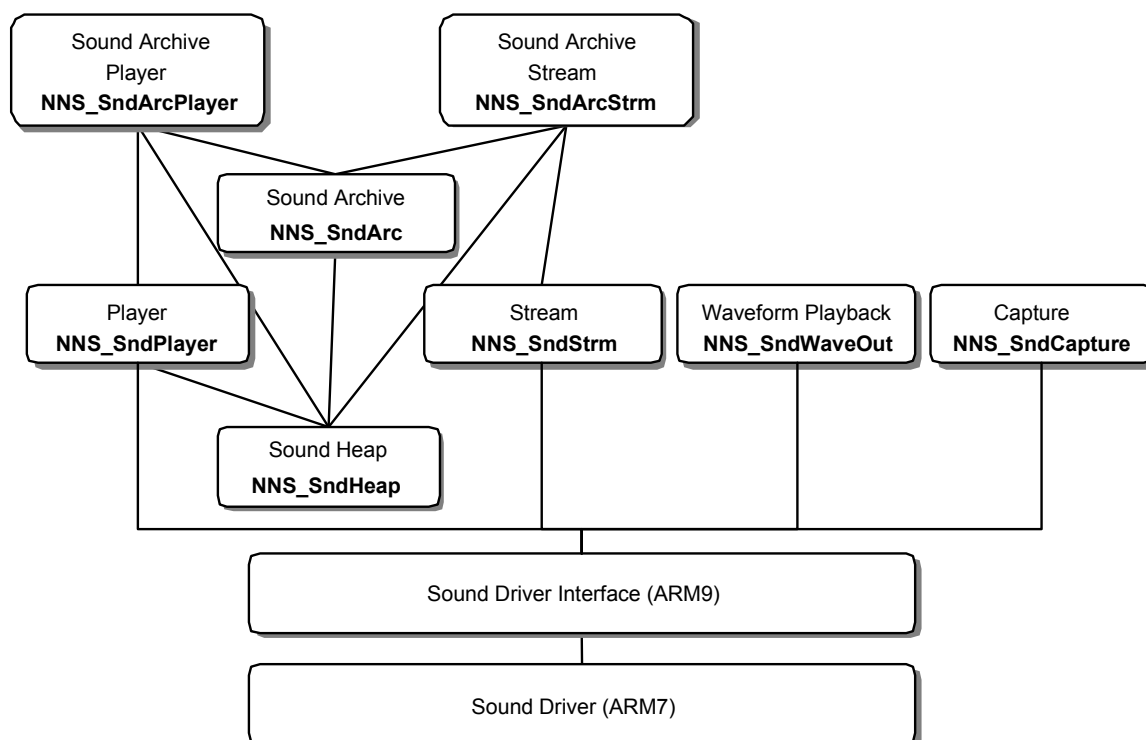 Sound Archive
Player
NNS_SndArcPlayer
Sound Archive
Stream
NNS_SndArcStrm
Sound Archive
NNS_SndArc
Player
NNS_SndPlayer
Stream
NNS_SndStrm
Waveform Playback
NNS_SndWaveOut
Capture
NNS_SndCapture
Sound Heap
NNS_SndHeap
Sound Driver Interface (ARM9)
Sound Driver (ARM7)